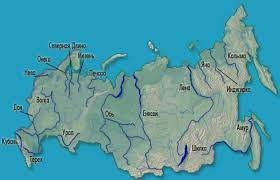 Северная Двина
Онега
Мезень
Нева
Печора
Колыма
Яна
Лена
Индигирка
Дон
Волга
Обь
Енисей
Кубань
Урал
Амур
Шилка
Терек